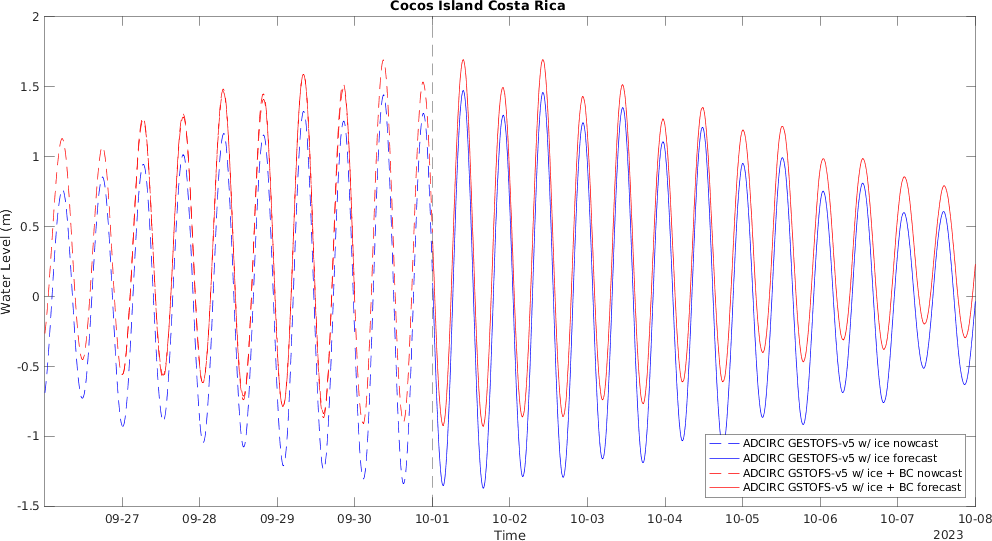 Cocos Island Costa Rica
2
1.5
1
0.5
0
-0.5
-1
-1.5
Water Level (m)
ADCIRC GESTOFS-v5 w/ ice nowcast
ADCIRC GESTOFS-v5 w/ ice forecast
ADCIRC GSTOFS-v5 w/ ice + BC nowcast
ADCIRC GSTOFS-v5 w/ ice + BC forecast
09-27 09-28 09-29 09-30 10-01 10-02 10-03 10-04 10-05 10-06 10-07 10-08
Time
2023